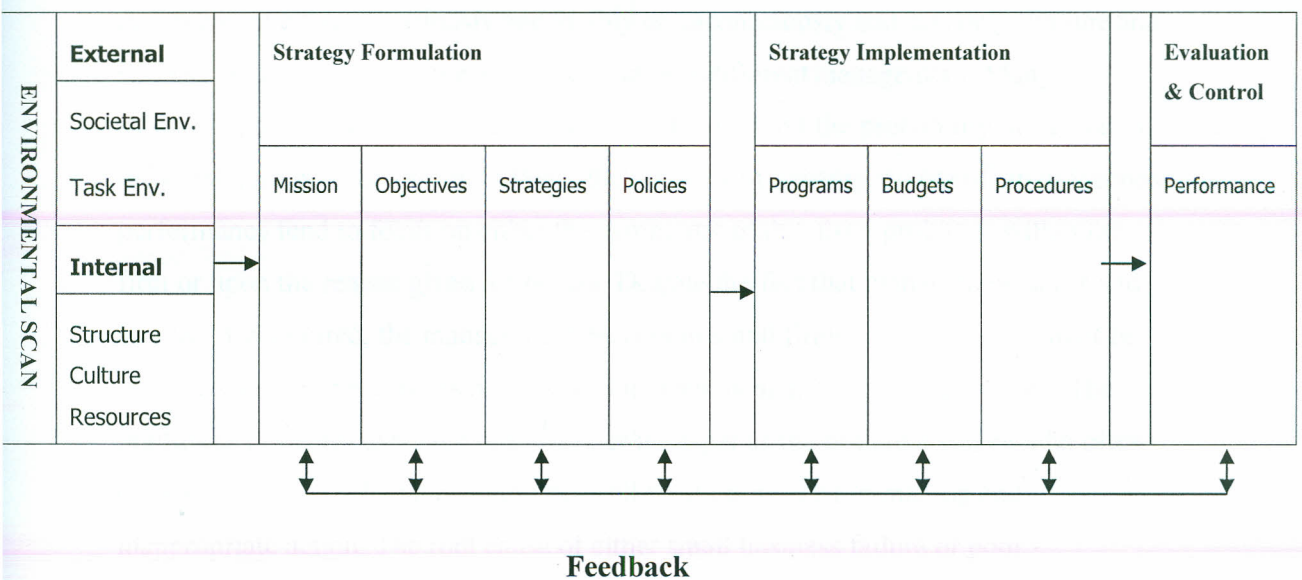 ENVIRONMENTAL SCAN
External
Societal Env.
Task Env.
Internal
Structure
Culture
Resources
Strategy Formulation
Mission
Objectives
Strategies
Policies
Strategy Implementation
Programs
Budgets
Procedures
Evaluation
& Control
Performance
Feedback